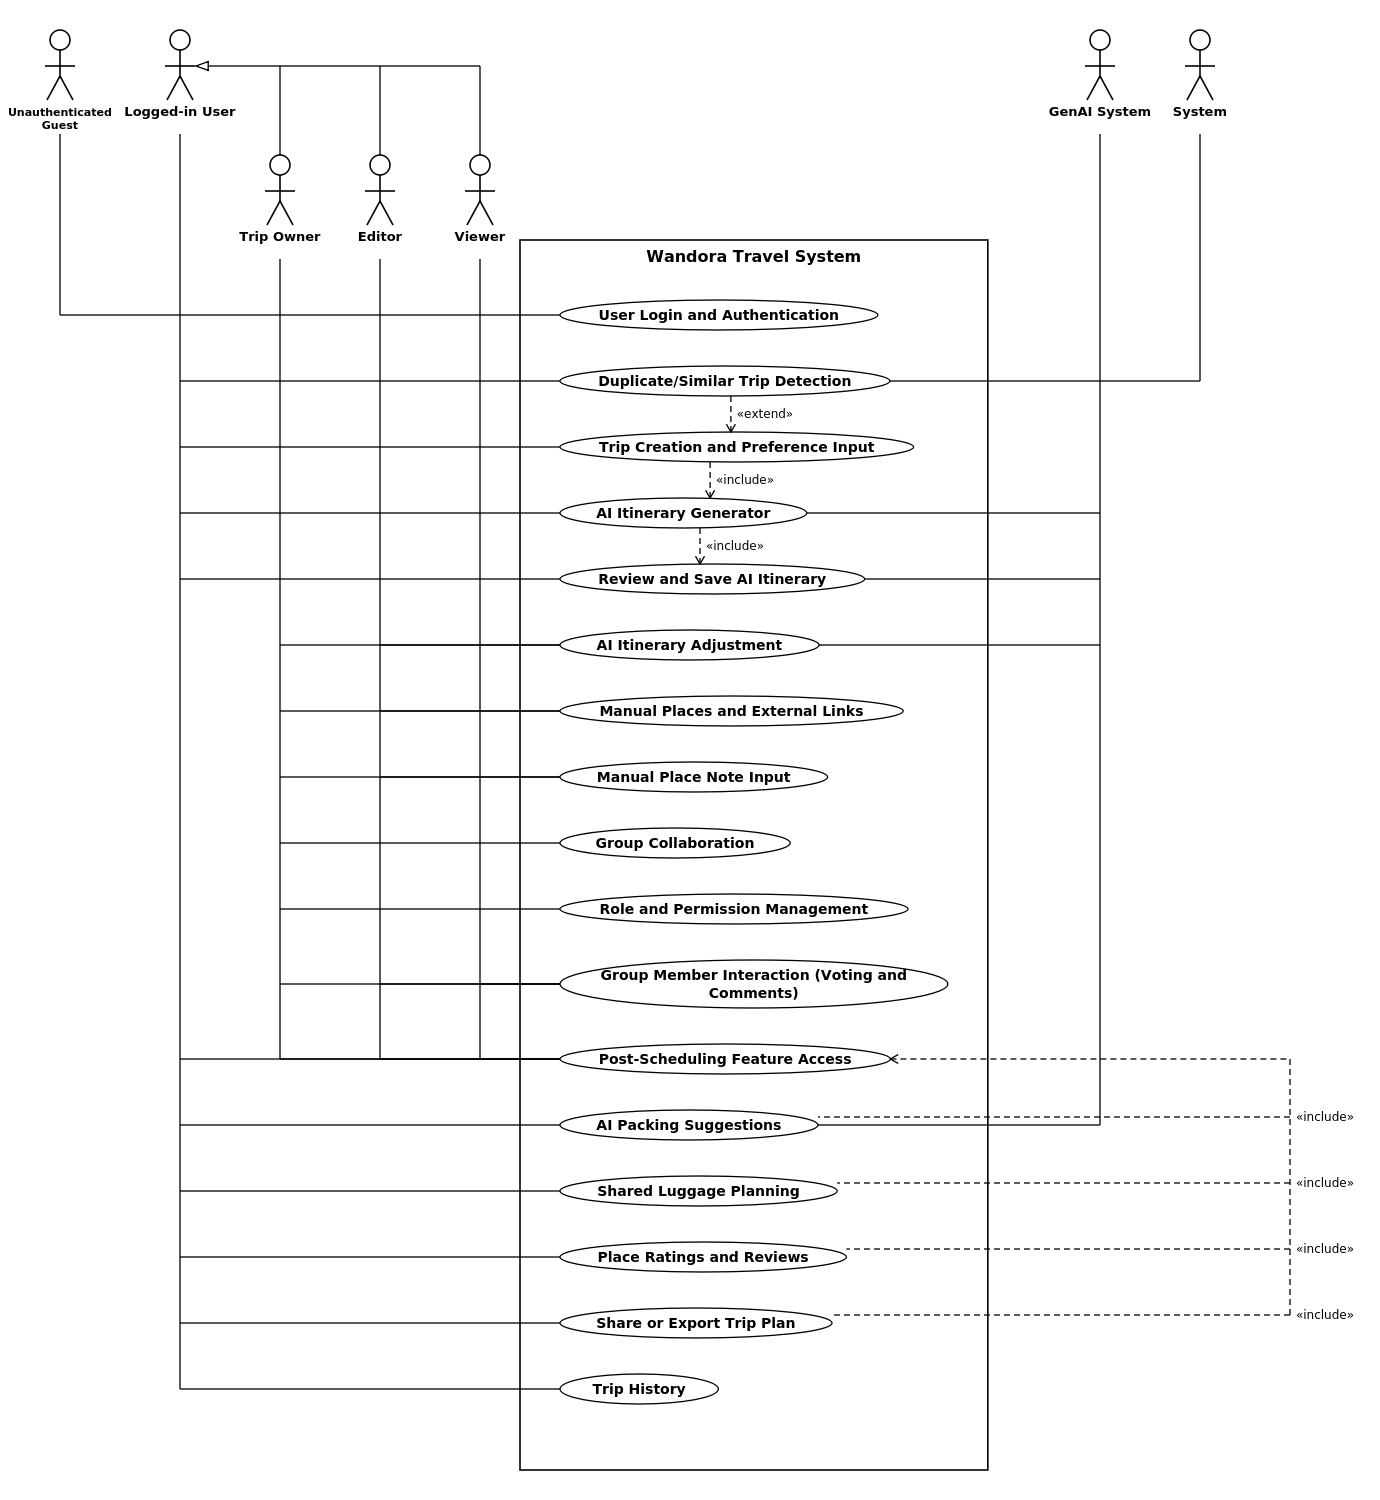 Unauthenticated
Guest
Logged-in User
GenAI System
System
Trip Owner
Editor
Viewer
Wandora Travel System
User Login and Authentication
Duplicate/Similar Trip Detection
«extend»
Trip Creation and Preference Input
«include»
AI Itinerary Generator
«include»
Review and Save AI Itinerary
AI Itinerary Adjustment
Manual Places and External Links
Manual Place Note Input
Group Collaboration
Role and Permission Management
Group Member Interaction (Voting and
Comments)
Post-Scheduling Feature Access
«include»
AI Packing Suggestions
«include»
Shared Luggage Planning
«include»
Place Ratings and Reviews
«include»
Share or Export Trip Plan
Trip History